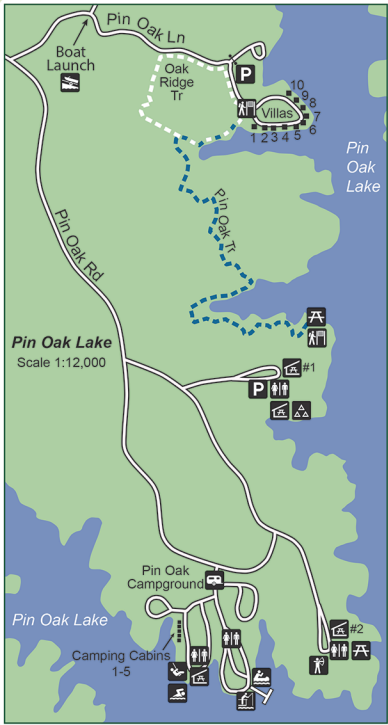 Pin Oak Ln
Boat
Launch
P
Oak
Ridge
Tr
Villas
10
9
8
7
6
5
4
3
2
1
Pin
Oak
Lake
Pin Oak Tr
Pin Oak Rd
Pin Oak Lake
Scale 1:12,000
#1
P
Pin Oak
Campground
Pin Oak Lake
#2
Camping Cabins
1-5